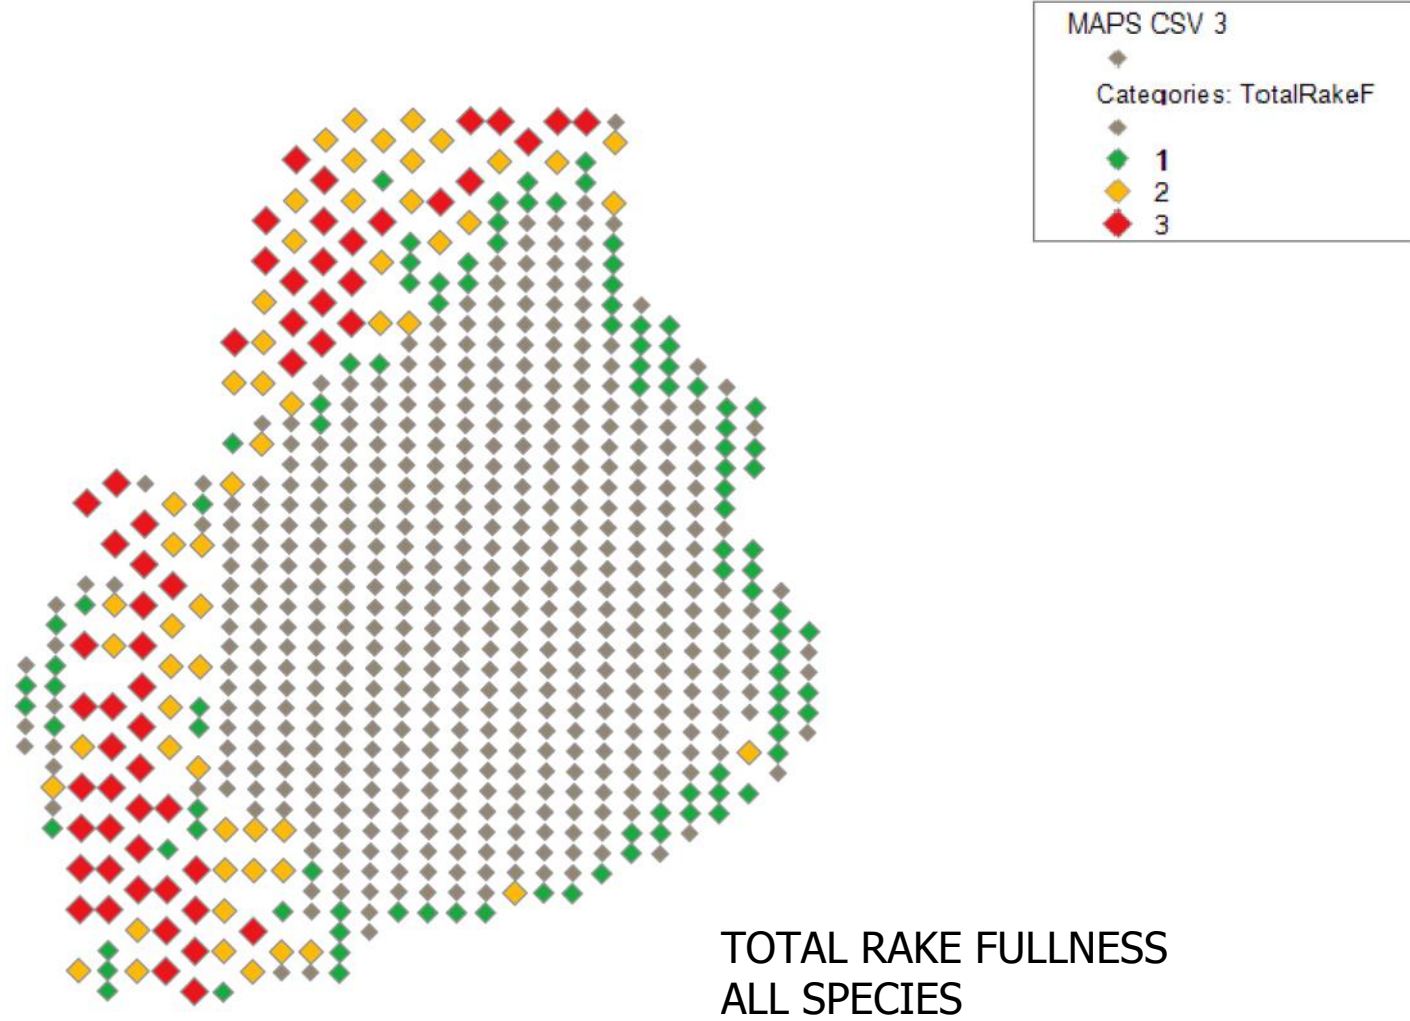 MAPS CSV 3
Categories: TotalRakeF
1
2
3
TOTAL RAKE FULLNESS
ALL SPECIES